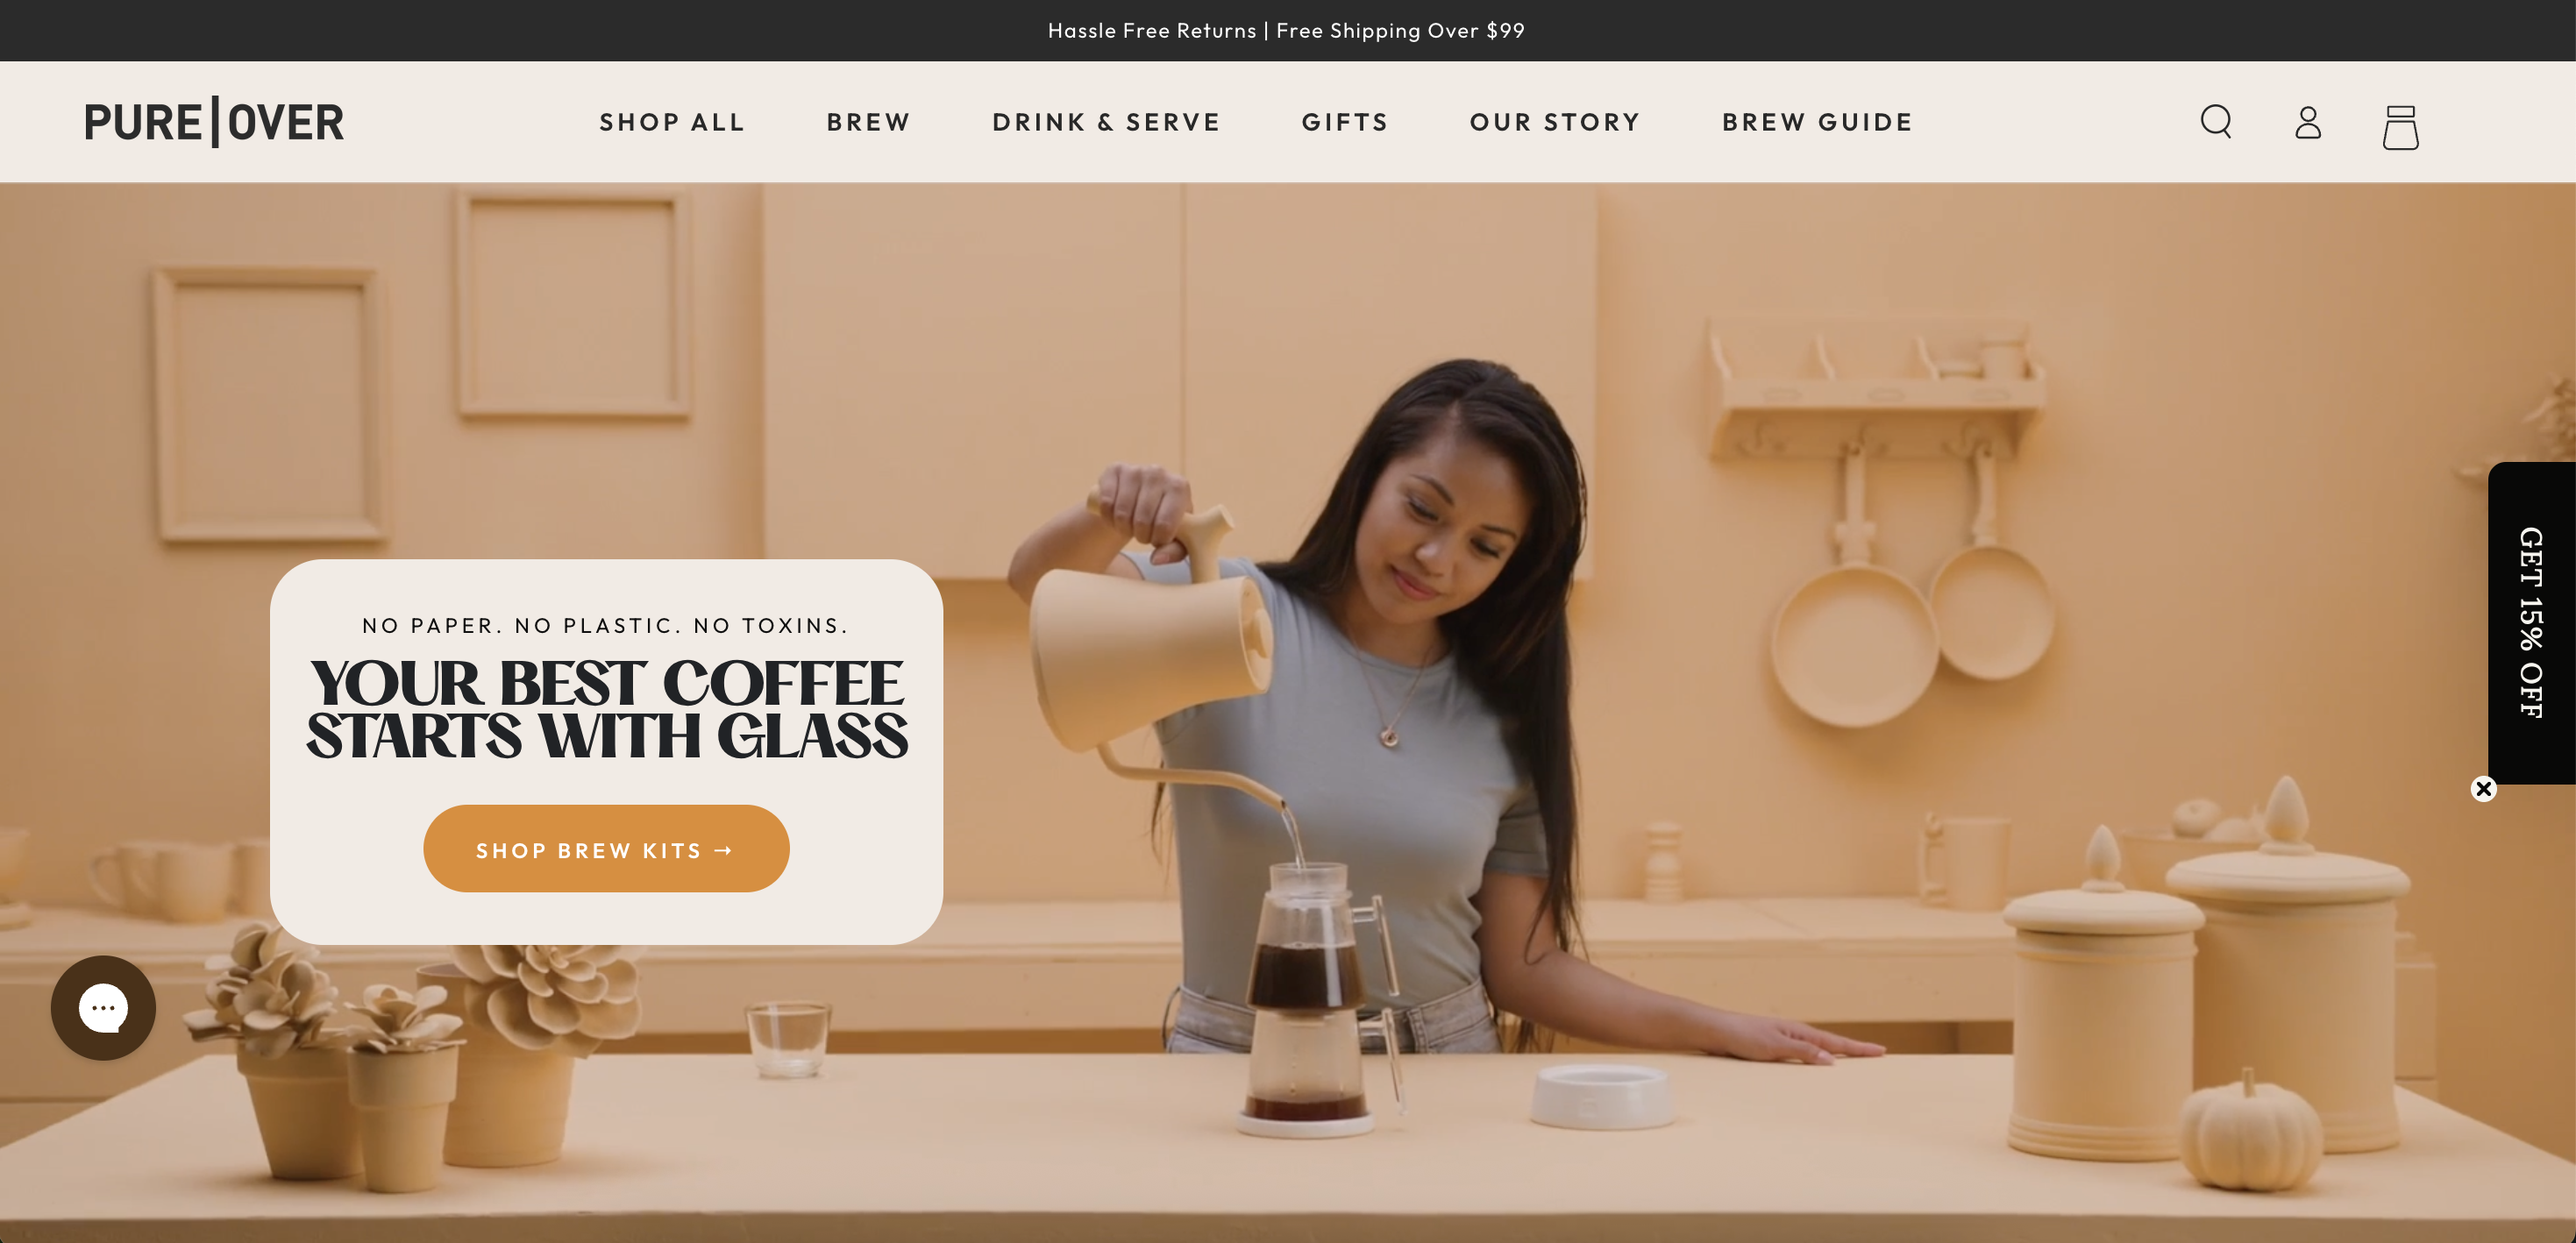 Hassle Free Returns | Free Shipping Over $99
PURE|OVER
SHOP ALL
BREW
DRINK & SERVE
GIFTS
OUR STORY
BREW GUIDE
NO PAPER. NO PLASTIC. NO TOXINS.
YOUR BEST COFFEE
STARTS WITH GLASS
SHOP BREW KITS →
GET 15% OFF